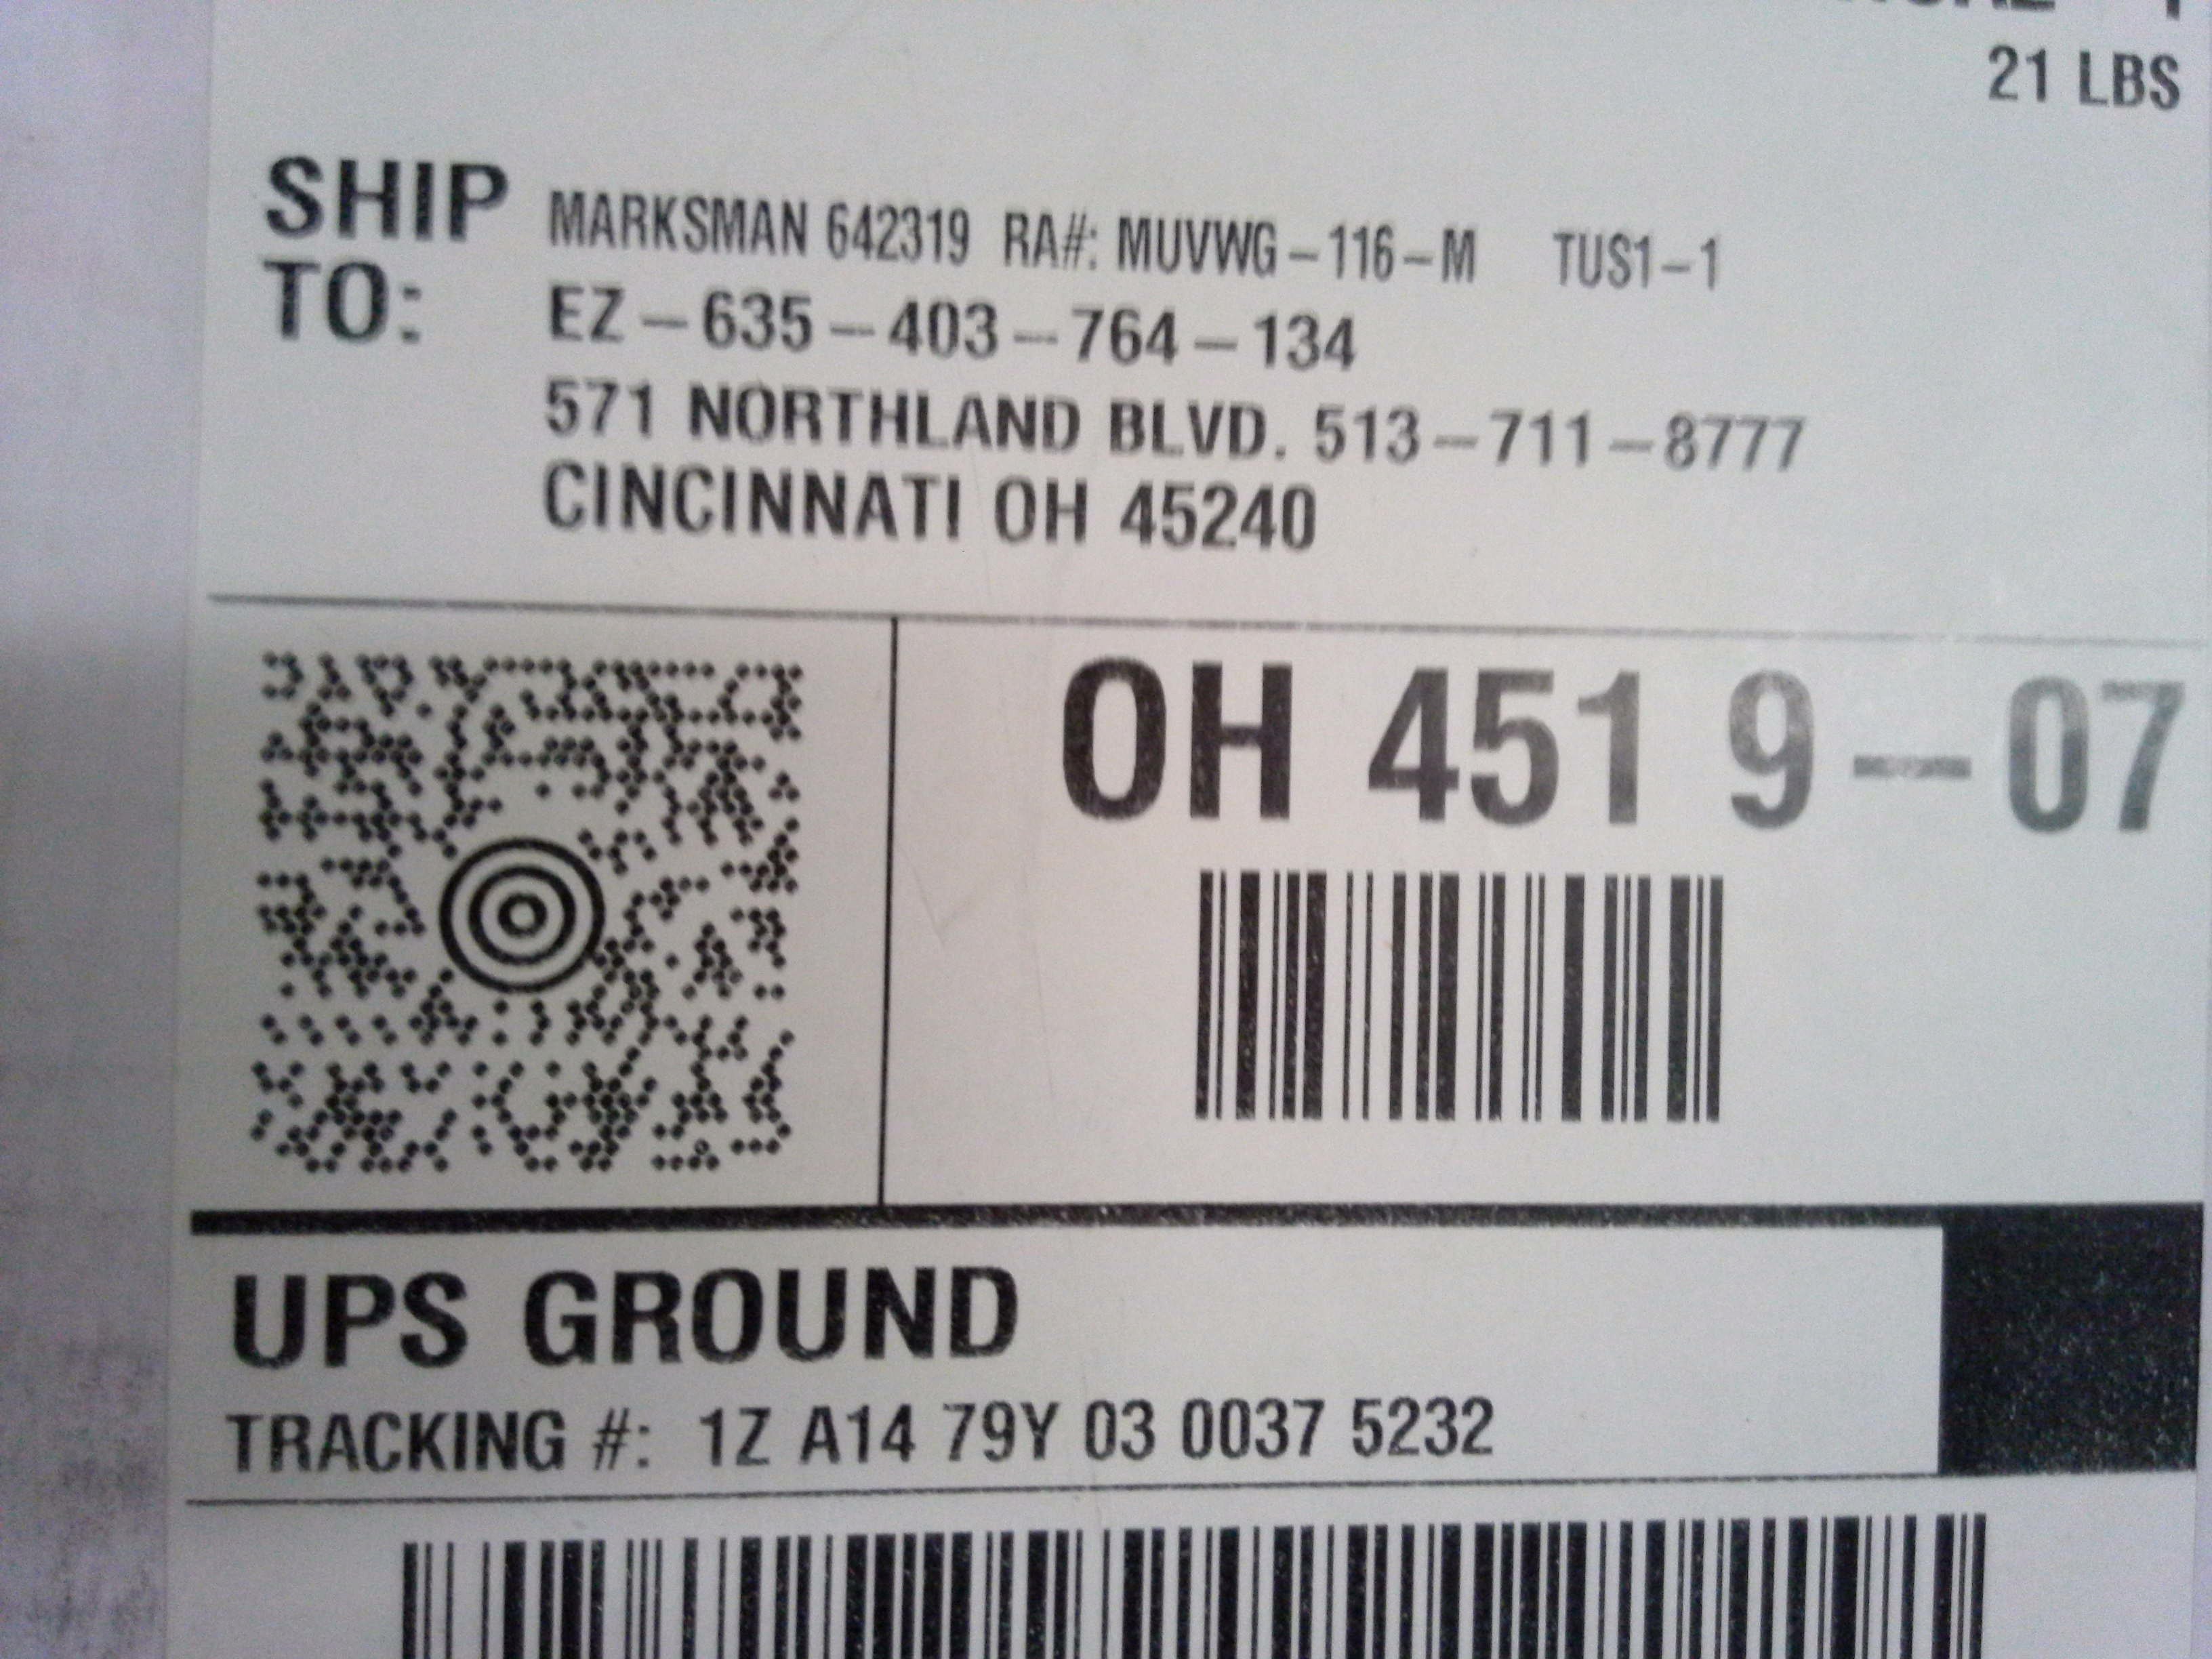 21 LBS
SHIP TO:
MARKSMAN 642319 RA#: MUVWG-116-M TUS1-1
EZ-635-403-764-134
571 NORTHLAND BLVD. 513-711-8777
CINCINNATI OH 45240
OH 451 9-07
UPS GROUND
TRACKING #: 1Z A14 79Y 03 0037 5232